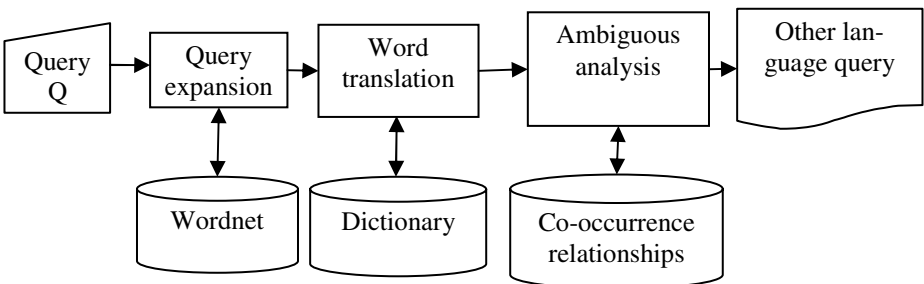 Query
Q
Query
expansion
Word
translation
Ambiguous
analysis
Other lan-
guage query
Wordnet
Dictionary
Co-occurrence
relationships